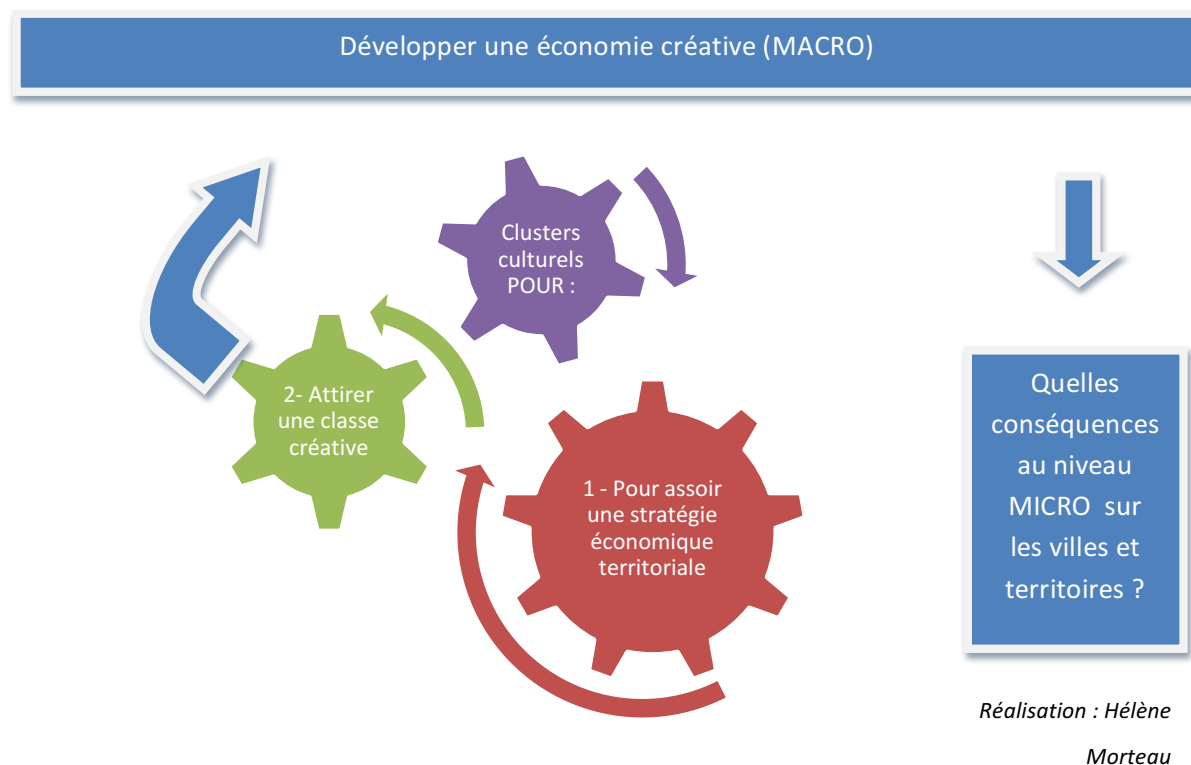 Développer une économie créative (MACRO)
Clusters
culturels
POUR :
2- Attirer
une classe
créative
1 - Pour assoir
une stratégie
économique
territoriale
Quelles
conséquences
au niveau
MICRO sur
les villes et
territoires ?
Réalisation : Hélène
Morteau